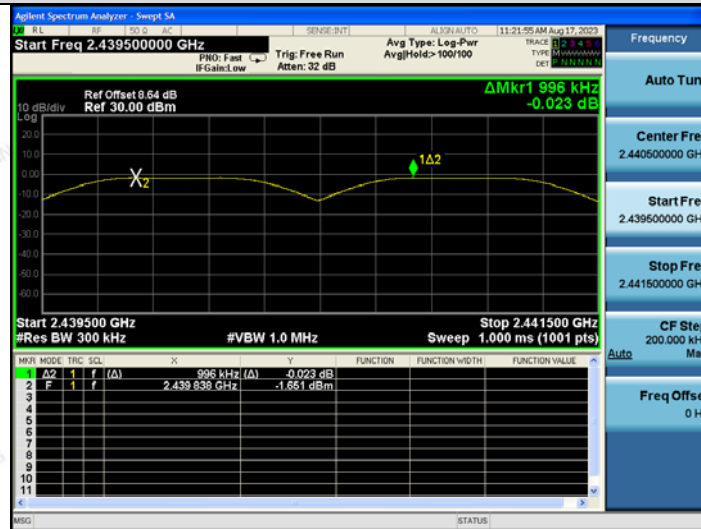 Agilent Spectrum Analyzer - Swept SA
RL RF 50 Ω AC SENSE:INT ALIGN AUTO 11:21:55 AM Aug 17, 2023
Start Freq 2.439500000 GHz
PNO: Fast
IFGain:Low
Trig: Free Run
Atten: 32 dB
Avg Type: Log-Pwr
Avg|Hold:>100/100
TRACE 1 2 3 4 5 6
TYPE M
DET P N N N N N
ΔMkr1 996 kHz
-0.023 dB
Ref Offset 8.64 dB
Ref 30.00 dBm
10 dB/div
Log
20.0
10.0
0.00
-10.0
-20.0
-30.0
-40.0
-50.0
-60.0
X2
1Δ2
Start 2.439500 GHz
Stop 2.441500 GHz
#Res BW 300 kHz
#VBW 1.0 MHz
Sweep 1.000 ms (1001 pts)
MKR MODE TRC SCL X Y FUNCTION FUNCTION WIDTH FUNCTION VALUE
1 Δ2 1 f (Δ) 996 kHz (Δ) -0.023 dB
2 F 1 f 2.439 838 GHz -1.651 dBm
3
4
5
6
7
8
9
10
11
MSG
STATUS
Frequency
Auto Tun
Center Fre
2.440500000 GH
Start Fre
2.439500000 GH
Stop Fre
2.441500000 GH
CF Ste
200.000 kH
Auto Ma
Freq Offse
0 H